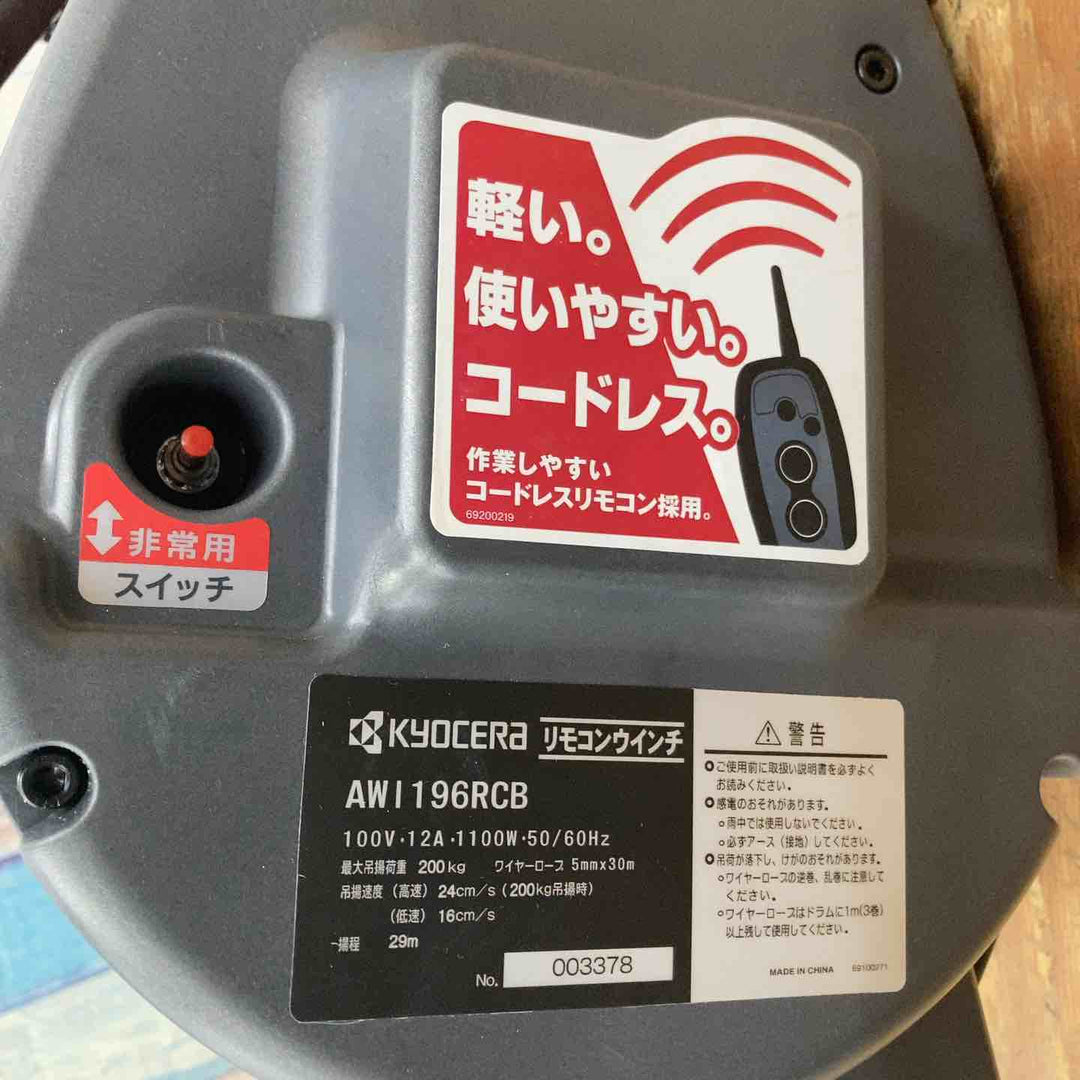 軽い。
使いやすい。
コードレス。
作業しやすい
コードレスリモコン採用。
69200219
非常用
スイッチ
KYOCERA リモコンウインチ
AWI196RCB
100V・12A・1100W・50/60Hz
最大吊揚荷重 200kg ワイヤーロープ 5mm×30m
吊揚速度 (高速) 24cm/s (200kg吊揚時)
(低速) 16cm/s
揚程 29m
No. 003378
警告
ご使用前に取扱い説明書を必ずよく
お読みください。
感電のおそれがあります。
雨中では使用しないでください。
必ずアース(接地)してください。
吊荷が落下し、けがのおそれがあります。
ワイヤーロープの逆巻、乱巻に注意して
ください。
ワイヤーロープはドラムに1m(3巻)
以上残して使用してください。
MADE IN CHINA 69100271